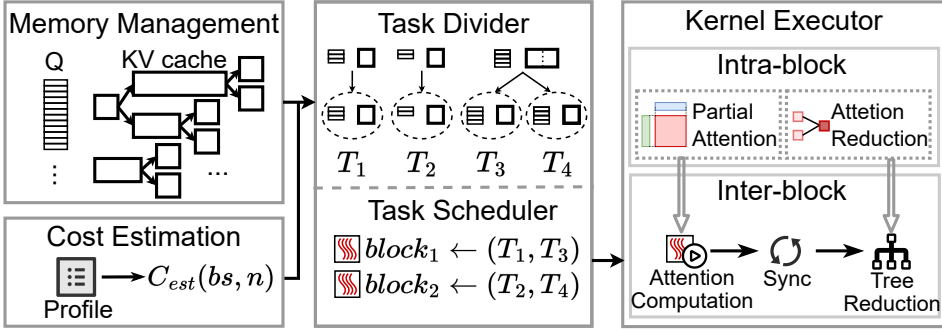 Memory Management
Q
KV cache
⋮
...
Cost Estimation
Profile
C_est(bs, n)
Task Divider
T_1
T_2
T_3
T_4
Task Scheduler
block_1 ← (T_1, T_3)
block_2 ← (T_2, T_4)
Kernel Executor
Intra-block
Partial
Attention
Attetion
Reduction
Inter-block
Attention
Computation
Sync
Tree
Reduction